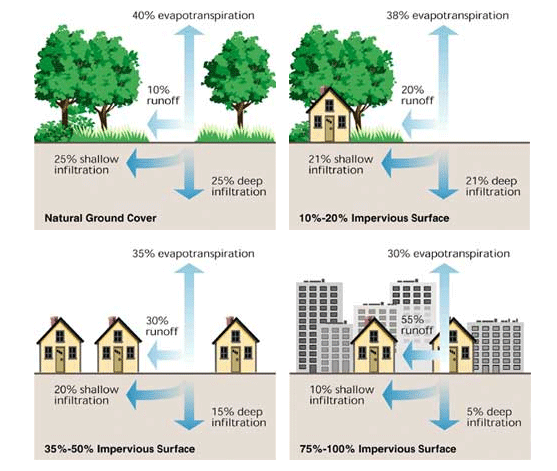 40% evapotranspiration
10%
runoff
25% shallow
infiltration
25% deep
infiltration
Natural Ground Cover
38% evapotranspiration
20%
runoff
21% shallow
infiltration
21% deep
infiltration
10%-20% Impervious Surface
35% evapotranspiration
30%
runoff
20% shallow
infiltration
15% deep
infiltration
35%-50% Impervious Surface
30% evapotranspiration
55%
runoff
10% shallow
infiltration
5% deep
infiltration
75%-100% Impervious Surface